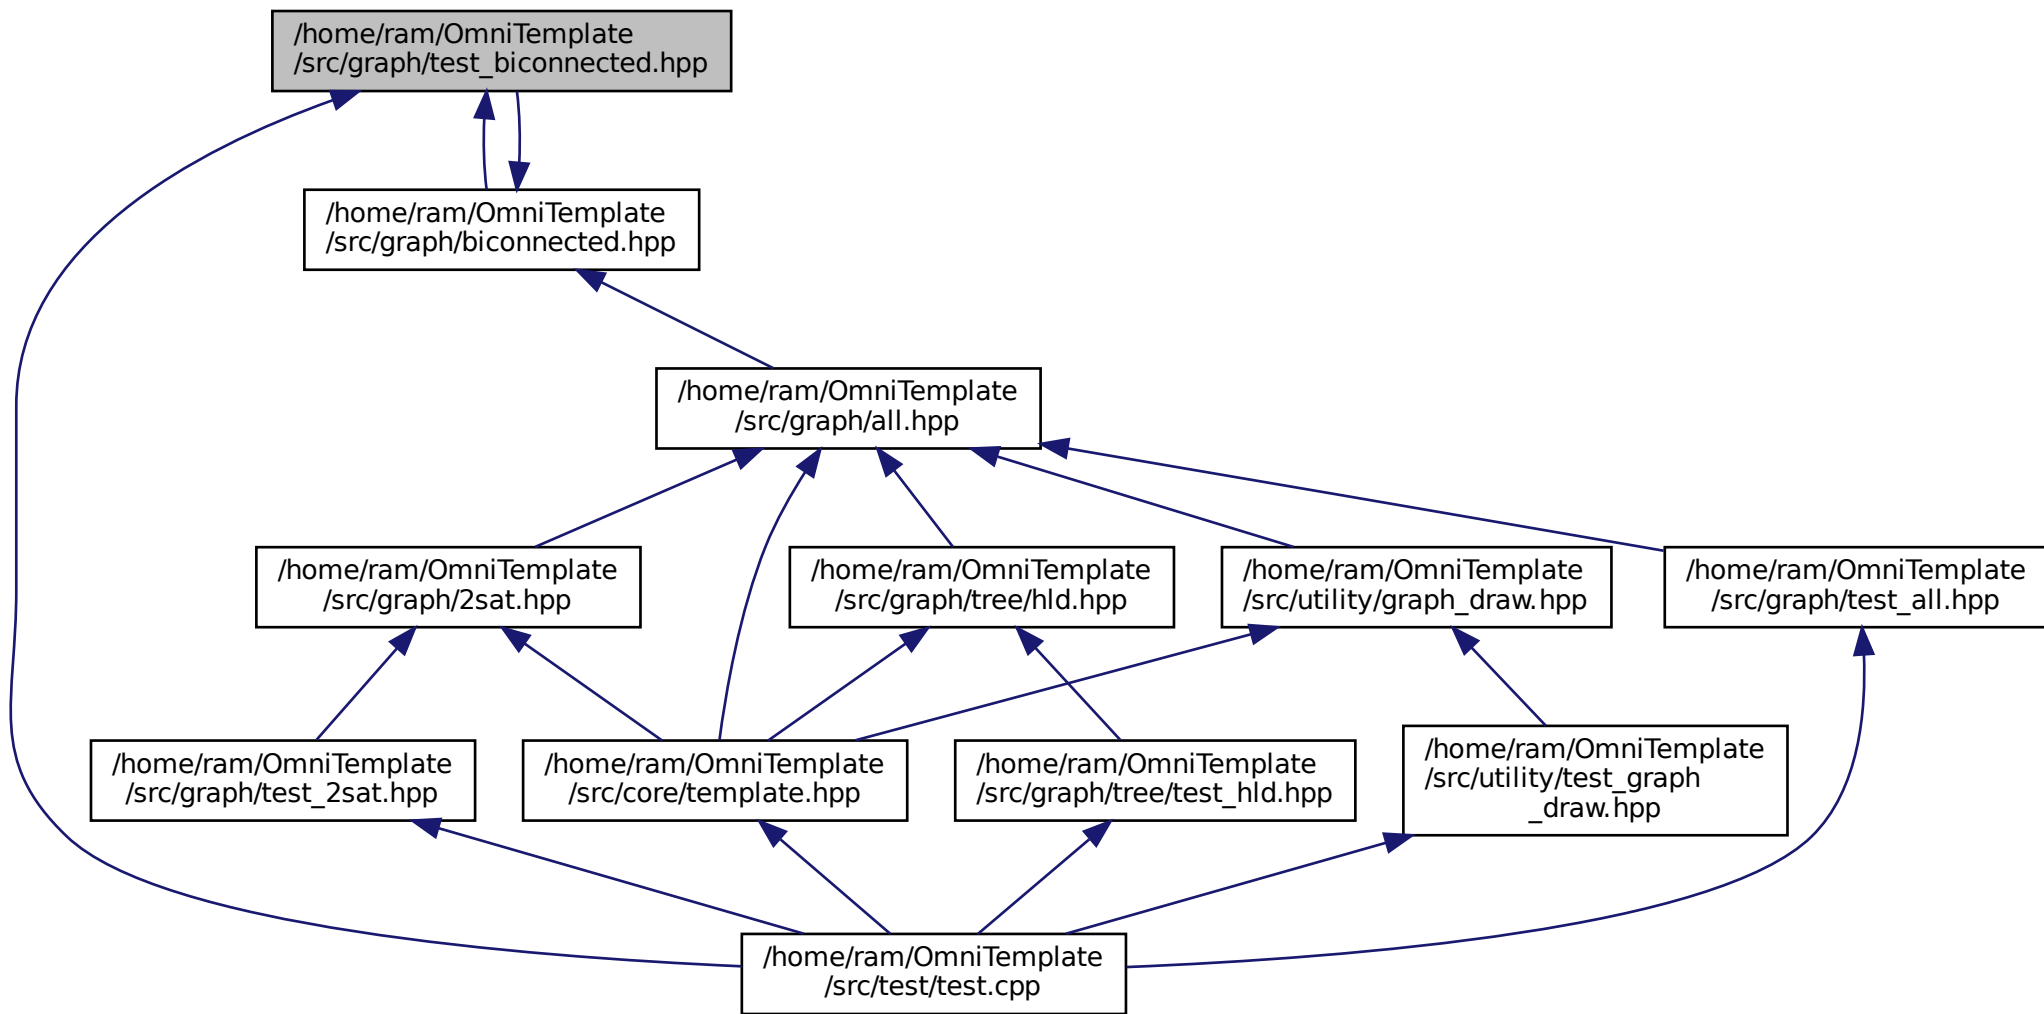 /home/ram/OmniTemplate
/src/graph/test_biconnected.hpp
/home/ram/OmniTemplate
/src/graph/biconnected.hpp
/home/ram/OmniTemplate
/src/graph/all.hpp
/home/ram/OmniTemplate
/src/graph/2sat.hpp
/home/ram/OmniTemplate
/src/graph/tree/hld.hpp
/home/ram/OmniTemplate
/src/utility/graph_draw.hpp
/home/ram/OmniTemplate
/src/graph/test_all.hpp
/home/ram/OmniTemplate
/src/graph/test_2sat.hpp
/home/ram/OmniTemplate
/src/core/template.hpp
/home/ram/OmniTemplate
/src/graph/tree/test_hld.hpp
/home/ram/OmniTemplate
/src/utility/test_graph
_draw.hpp
/home/ram/OmniTemplate
/src/test/test.cpp